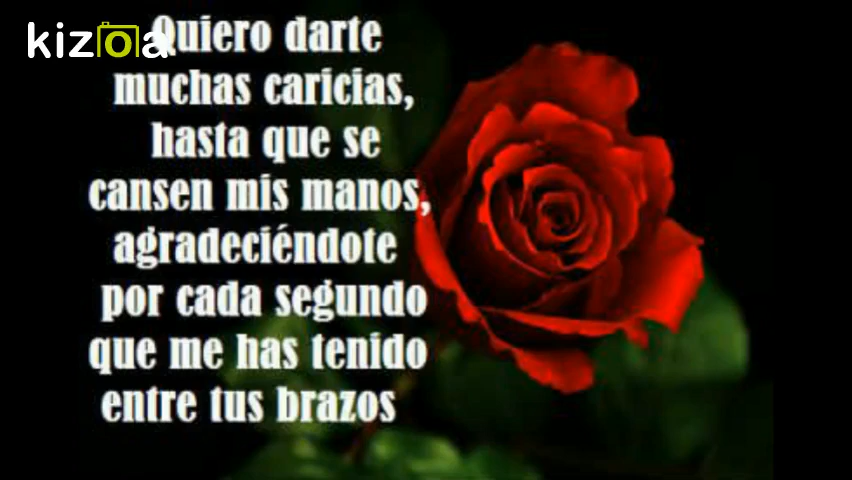 kizoa
Quiero darte
muchas caricias,
hasta que se
cansen mis manos,
agradeciéndote
por cada segundo
que me has tenido
entre tus brazos